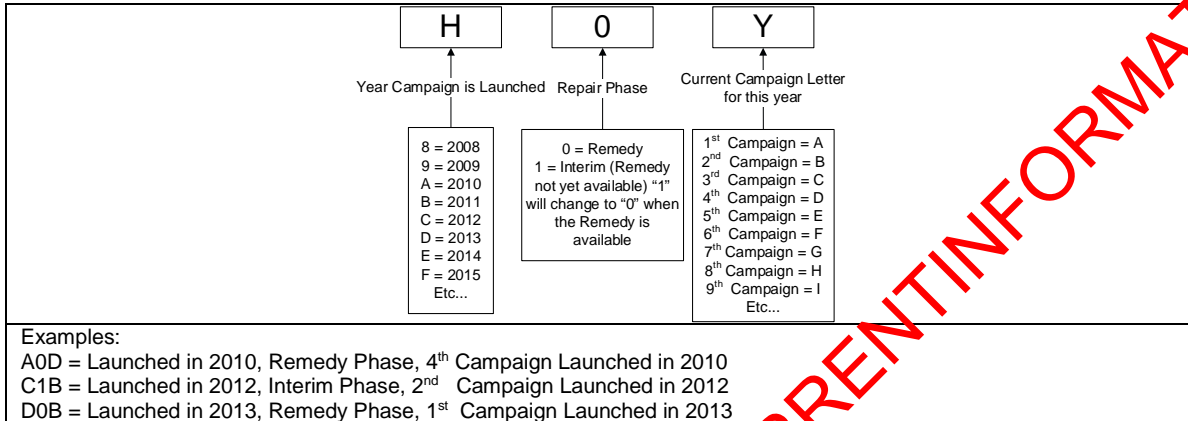 H 0 Y
Year Campaign is Launched Repair Phase Current Campaign Letter
for this year
8 = 2008
9 = 2009
A = 2010
B = 2011
C = 2012
D = 2013
E = 2014
F = 2015
Etc...
0 = Remedy
1 = Interim (Remedy
not yet available) “1”
will change to “0” when
the Remedy is
available
1st Campaign = A
2nd Campaign = B
3rd Campaign = C
4th Campaign = D
5th Campaign = E
6th Campaign = F
7th Campaign = G
8th Campaign = H
9th Campaign = I
Etc...
Examples:
A0D = Launched in 2010, Remedy Phase, 4th Campaign Launched in 2010
C1B = Launched in 2012, Interim Phase, 2nd Campaign Launched in 2012
D0B = Launched in 2013, Remedy Phase, 1st Campaign Launched in 2013
RRENTINFORMAT